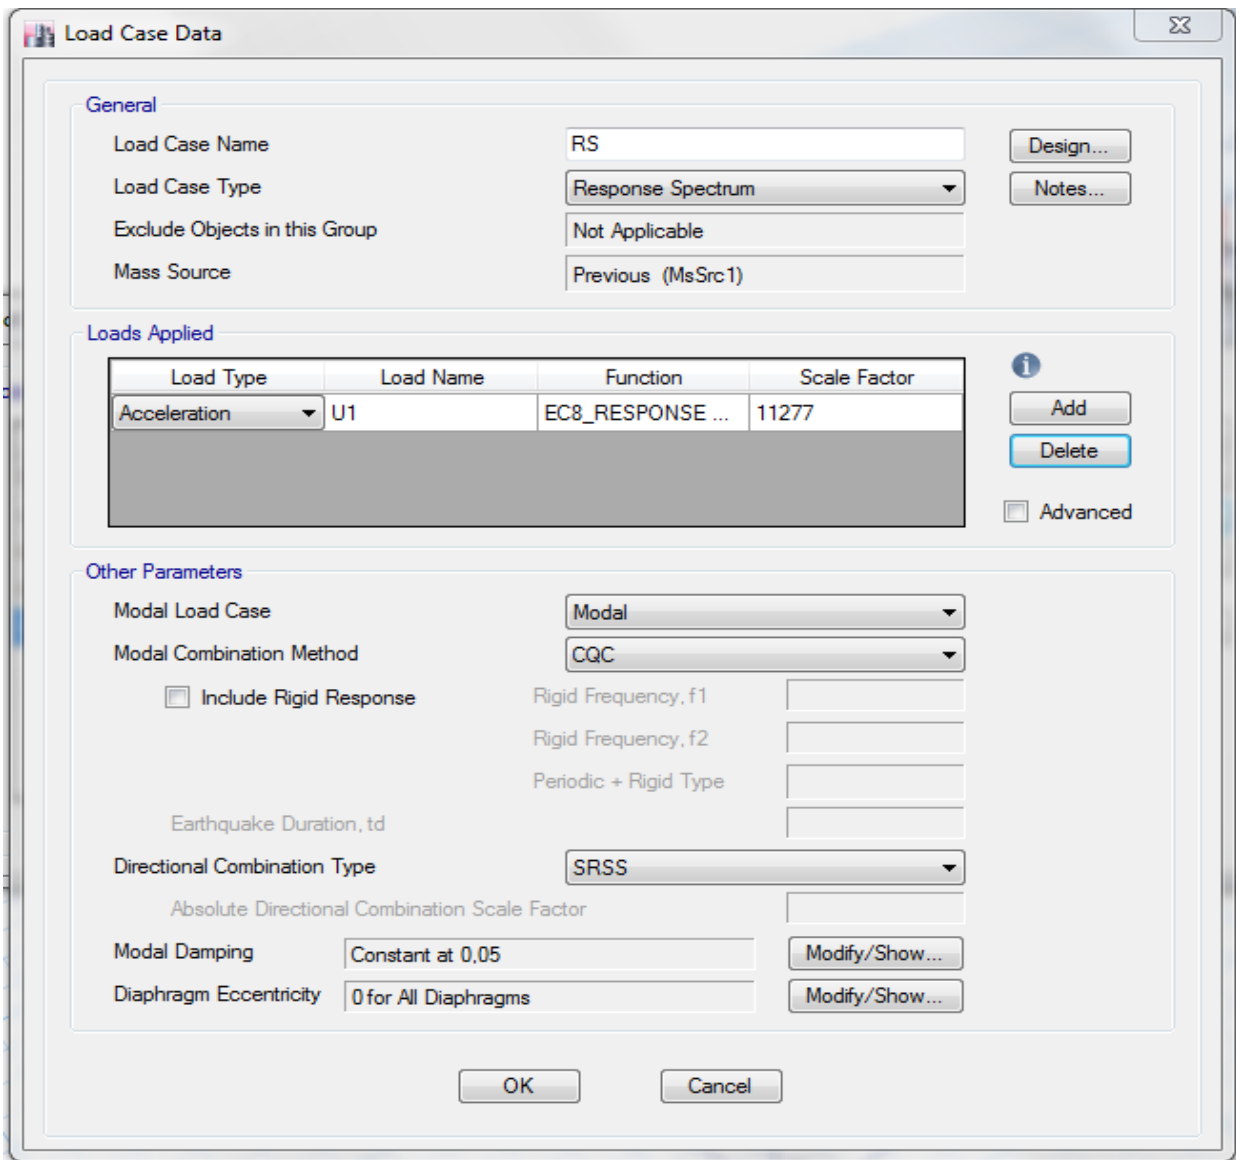 Load Case Data
General
Load Case Name RS Design...
Load Case Type Response Spectrum Notes...
Exclude Objects in this Group Not Applicable
Mass Source Previous (MsSrc1)
Loads Applied
Load Type Load Name Function Scale Factor
Acceleration U1 EC8_RESPONSE ... 11277
Add
Delete
Advanced
Other Parameters
Modal Load Case Modal
Modal Combination Method CQC
Include Rigid Response Rigid Frequency, f1
Rigid Frequency, f2
Periodic + Rigid Type
Earthquake Duration, td
Directional Combination Type SRSS
Absolute Directional Combination Scale Factor
Modal Damping Constant at 0,05 Modify/Show...
Diaphragm Eccentricity 0 for All Diaphragms Modify/Show...
OK Cancel